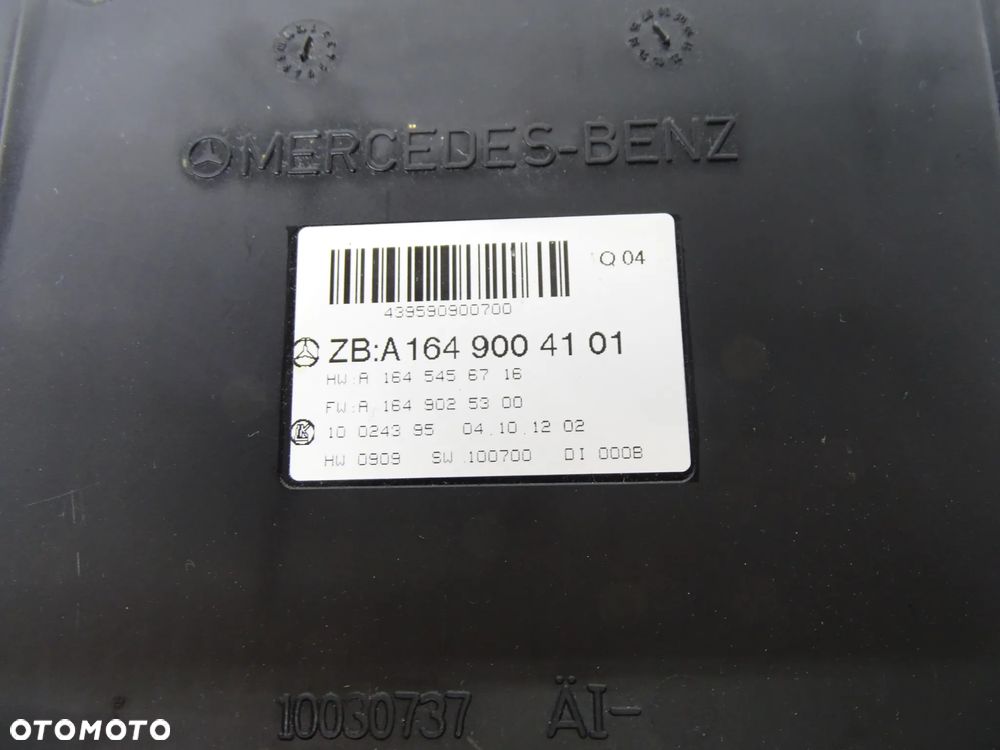 MERCEDES-BENZ
Q 04
439590900700
ZB:A 164 900 41 01
HW:A 164 545 67 16
FW:A 164 902 53 00
10 0243 95 04.10.12 02
HW 0909 SW 100700 DI 000B
10030737 ÄI-
OTOMOTO